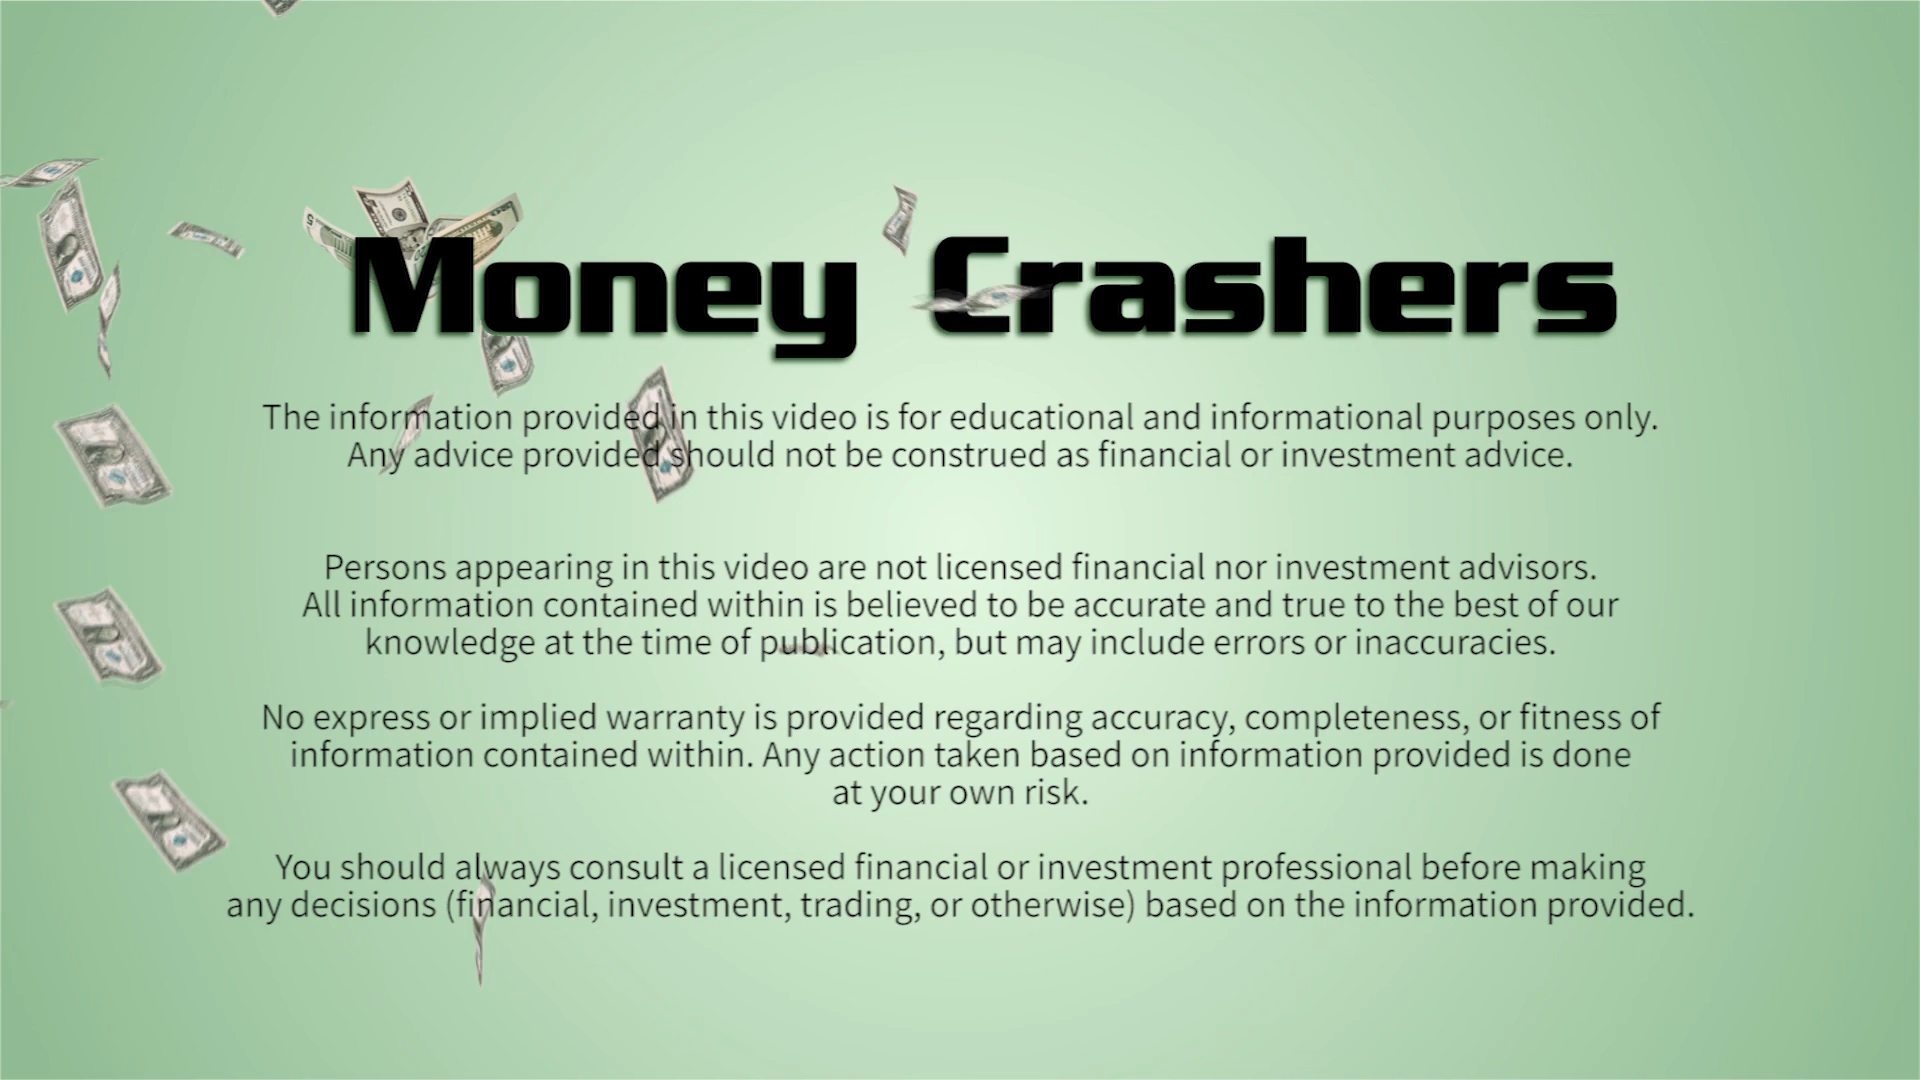 Money Crashers
The information provided in this video is for educational and informational purposes only.
Any advice provided should not be construed as financial or investment advice.
Persons appearing in this video are not licensed financial nor investment advisors.
All information contained within is believed to be accurate and true to the best of our
knowledge at the time of publication, but may include errors or inaccuracies.
No express or implied warranty is provided regarding accuracy, completeness, or fitness of
information contained within. Any action taken based on information provided is done
at your own risk.
You should always consult a licensed financial or investment professional before making
any decisions (financial, investment, trading, or otherwise) based on the information provided.